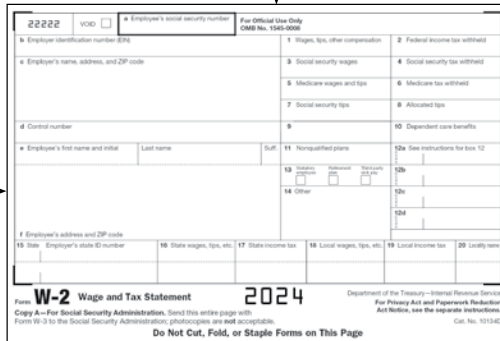 22222 VOID a Employee's social security number For Official Use Only
OMB No. 1545-0008
b Employer identification number (EIN) 1 Wages, tips, other compensation 2 Federal income tax withheld
c Employer's name, address, and ZIP code 3 Social security wages 4 Social security tax withheld
5 Medicare wages and tips 6 Medicare tax withheld
7 Social security tips 8 Allocated tips
d Control number 9 10 Dependent care benefits
e Employee's first name and initial Last name Suff. 11 Nonqualified plans 12a See instructions for box 12
13 Statutory employee Retirement plan Third-party sick pay 12b
14 Other 12c
12d
f Employee's address and ZIP code
15 State Employer's state ID number 16 State wages, tips, etc. 17 State income tax 18 Local wages, tips, etc. 19 Local income tax 20 Locality name
Form W-2 Wage and Tax Statement 2024 Department of the Treasury—Internal Revenue Service
For Privacy Act and Paperwork Reduction
Act Notice, see the separate instructions.
Copy A—For Social Security Administration. Send this entire page with
Form W-3 to the Social Security Administration; photocopies are not acceptable. Cat. No. 10134D
Do Not Cut, Fold, or Staple Forms on This Page